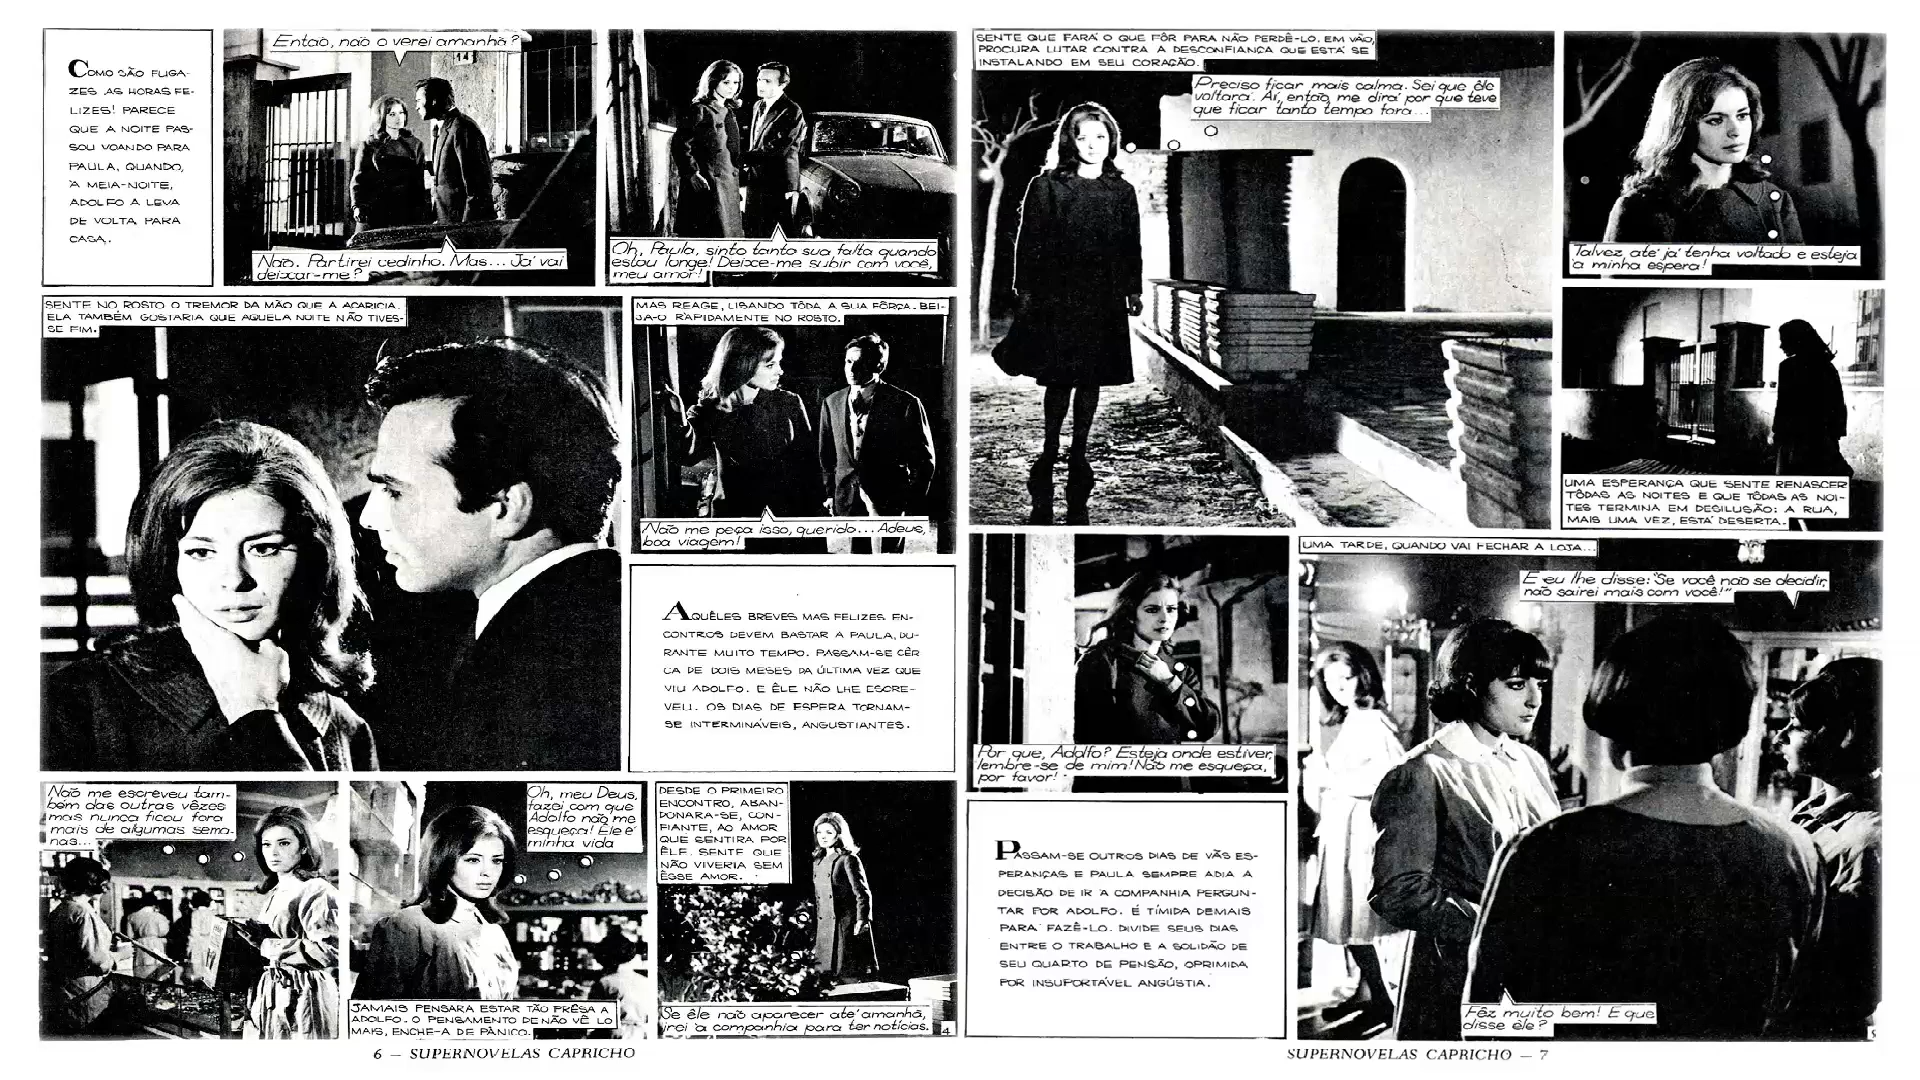 COMO SÃO FUGA-
ZES AS HORAS FE-
LIZES! PARECE
QUE A NOITE PAS-
SOU VOANDO PARA
PAULA, QUANDO,
À MEIA-NOITE,
ADOLFO A LEVA
DE VOLTA PARA
CASA.
Então, não o verei amanhã?
14
Não. Partirei cedinho. Mas... Já vai
deixar-me?
Oh, Paula, sinto tanto sua falta quando
estou longe! Deixe-me subir com você,
meu amor!
SENTE NO ROSTO O TREMOR DA MÃO QUE A ACARICIA.
ELA TAMBÉM GOSTARIA QUE AQUELA NOITE NÃO TIVES-
SE FIM.
MAS REAGE, USANDO TÔDA A SUA FÔRÇA. BEI-
JA-O RÀPIDAMENTE NO ROSTO.
Não me peça isso, querido... Adeus,
boa viagem!
AQUÊLES BREVES MAS FELIZES EN-
CONTROS DEVEM BASTAR A PAULA, DU-
RANTE MUITO TEMPO. PASSAM-SE CÊR
CA DE DOIS MESES DA ÚLTIMA VEZ QUE
VIU ADOLFO. E ÊLE NÃO LHE ESCRE-
VEU. OS DIAS DE ESPERA TORNAM-
SE INTERMINÁVEIS, ANGUSTIANTES.
Não me escreveu tam-
bém das outras vêzes
mas nunca ficou fora
mais de algumas sema-
nas...
Oh, meu Deus,
fazei com que
Adolfo não me
esqueça! Êle é
minha vida
JAMAIS PENSARA ESTAR TÃO PRÊSA A
ADOLFO. O PENSAMENTO DE NÃO VÊ LO
MAIS, ENCHE-A DE PÂNICO.
DESDE O PRIMEIRO
ENCONTRO, ABAN-
DONARA-SE, CON-
FIANTE, AO AMOR
QUE SENTIRA POR
ÊLE. SENTE QUE
NÃO VIVERIA SEM
ÊSSE AMOR.
Se êle não aparecer até amanhã,
irei à companhia para ter notícias.
4
6 — SUPERNOVELAS CAPRICHO
SENTE QUE FARÁ O QUE FÔR PARA NÃO PERDÊ-LO. EM VÃO,
PROCURA LUTAR CONTRA A DESCONFIANÇA QUE ESTÁ SE
INSTALANDO EM SEU CORAÇÃO.
Preciso ficar mais calma. Sei que êle
voltará. Aí, então, me dirá por que teve
que ficar tanto tempo fora...
Talvez até já tenha voltado e esteja
à minha espera!
UMA ESPERANÇA QUE SENTE RENASCER
TÔDAS AS NOITES E QUE TÔDAS AS NOI-
TES TERMINA EM DESILUSÃO: A RUA,
MAIS UMA VEZ, ESTÁ DESERTA.
Por que, Adolfo? Esteja onde estiver,
lembre-se de mim! Não me esqueça,
por favor!
PASSAM-SE OUTROS DIAS DE VÃS ES-
PERANÇAS E PAULA SEMPRE ADIA A
DECISÃO DE IR À COMPANHIA PERGUN-
TAR POR ADOLFO. É TÍMIDA DEMAIS
PARA FAZÊ-LO. DIVIDE SEUS DIAS
ENTRE O TRABALHO E A SOLIDÃO DE
SEU QUARTO DE PENSÃO, OPRIMIDA
POR INSUPORTÁVEL ANGÚSTIA.
UMA TARDE, QUANDO VAI FECHAR A LOJA...
E eu lhe disse: "Se você não se decidir,
não sairei mais com você!"
Fêz muito bem! E que
disse êle?
5
SUPERNOVELAS CAPRICHO — 7